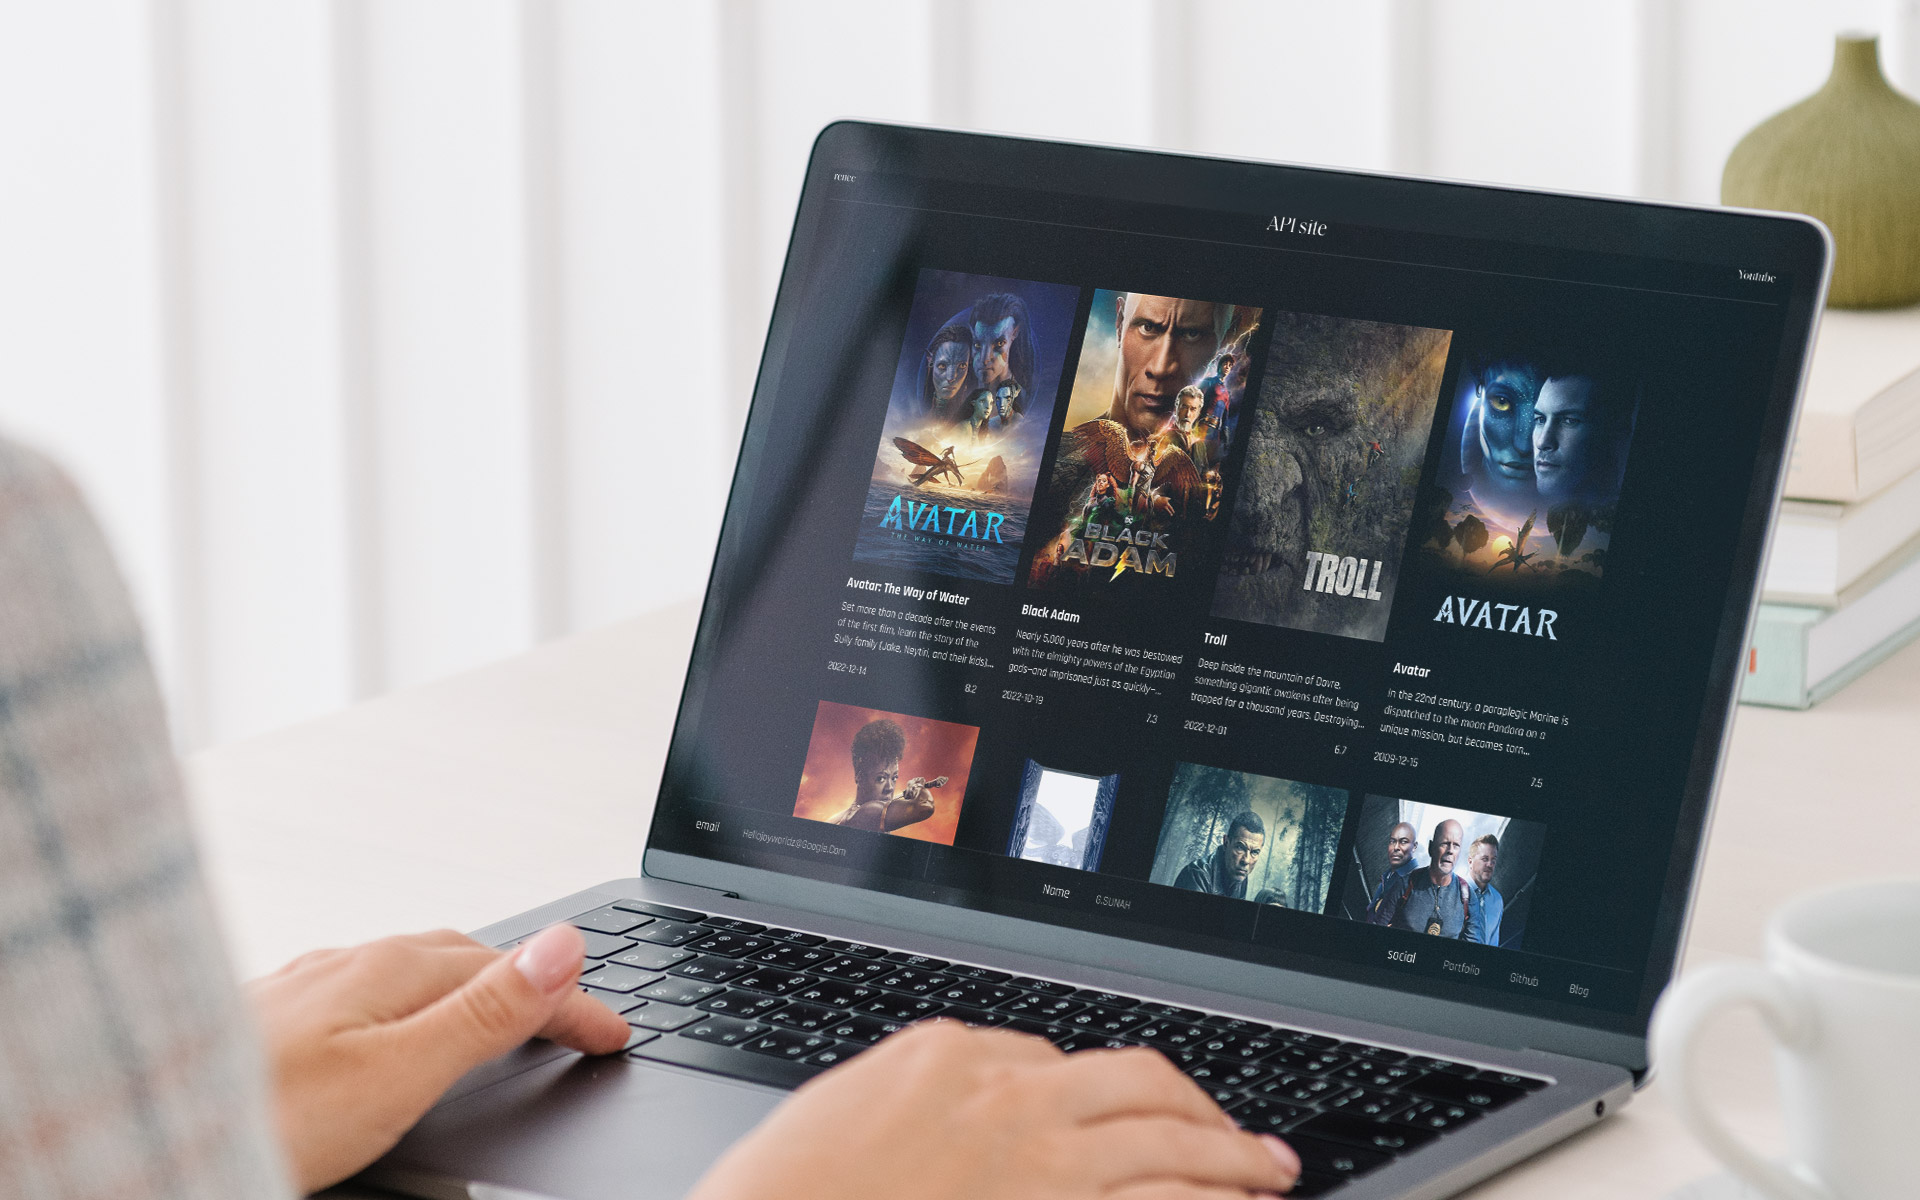 renee
API site
Youtube
AVATAR
THE WAY OF WATER
DC
BLACK
ADAM
TROLL
AVATAR
Avatar: The Way of Water
Set more than a decade after the events
of the first film, learn the story of the
Sully family (Jake, Neytiri, and their kids)...
2022-12-14
8.2
Black Adam
Nearly 5,000 years after he was bestowed
with the almighty powers of the Egyptian
gods—and imprisoned just as quickly—...
2022-10-19
7.3
Troll
Deep inside the mountain of Dovre,
something gigantic awakens after being
trapped for a thousand years. Destroying...
2022-12-01
6.7
Avatar
In the 22nd century, a paraplegic Marine is
dispatched to the moon Pandora on a
unique mission, but becomes torn...
2009-12-15
7.5
email
Hellojoyworldz@Google.Com
Name
G.SUNAH
social
Portfolio
Github
Blog